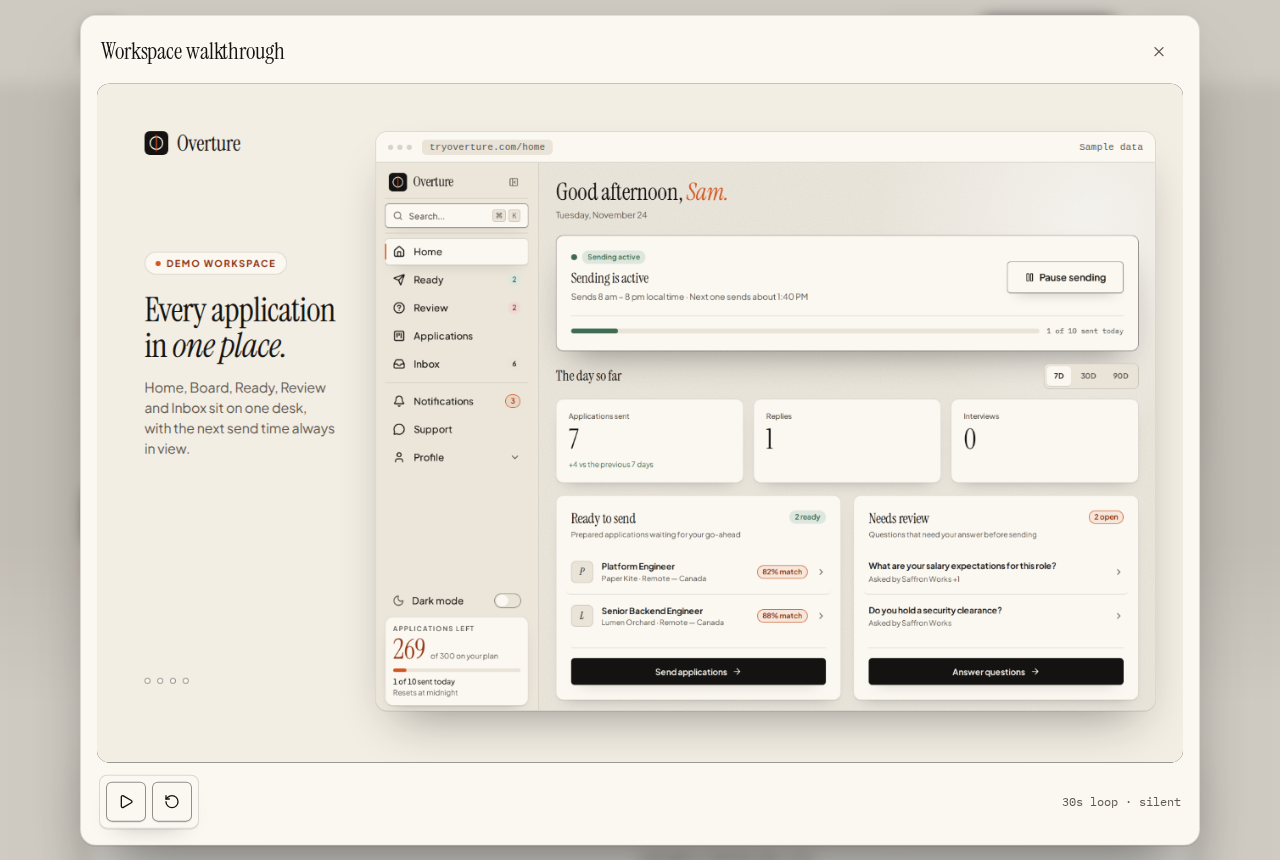 Workspace walkthrough
Overture
DEMO WORKSPACE
Every application
in one place.
Home, Board, Ready, Review
and Inbox sit on one desk,
with the next send time always
in view.
tryoverture.com/home
Sample data
Overture
Search...
⌘ K
Home
Ready 2
Review 2
Applications
Inbox 6
Notifications 3
Support
Profile
Dark mode
APPLICATIONS LEFT
269 of 300 on your plan
1 of 10 sent today
Resets at midnight
Good afternoon, Sam.
Tuesday, November 24
Sending active
Sending is active
Sends 8 am – 8 pm local time · Next one sends about 1:40 PM
Pause sending
1 of 10 sent today
The day so far
7D 30D 90D
Applications sent
7
+4 vs the previous 7 days
Replies
1
Interviews
0
Ready to send
2 ready
Prepared applications waiting for your go-ahead
P
Platform Engineer
Paper Kite · Remote — Canada
82% match
L
Senior Backend Engineer
Lumen Orchard · Remote — Canada
88% match
Send applications →
Needs review
2 open
Questions that need your answer before sending
What are your salary expectations for this role?
Asked by Saffron Works +1
Do you hold a security clearance?
Asked by Saffron Works
Answer questions →
30s loop · silent